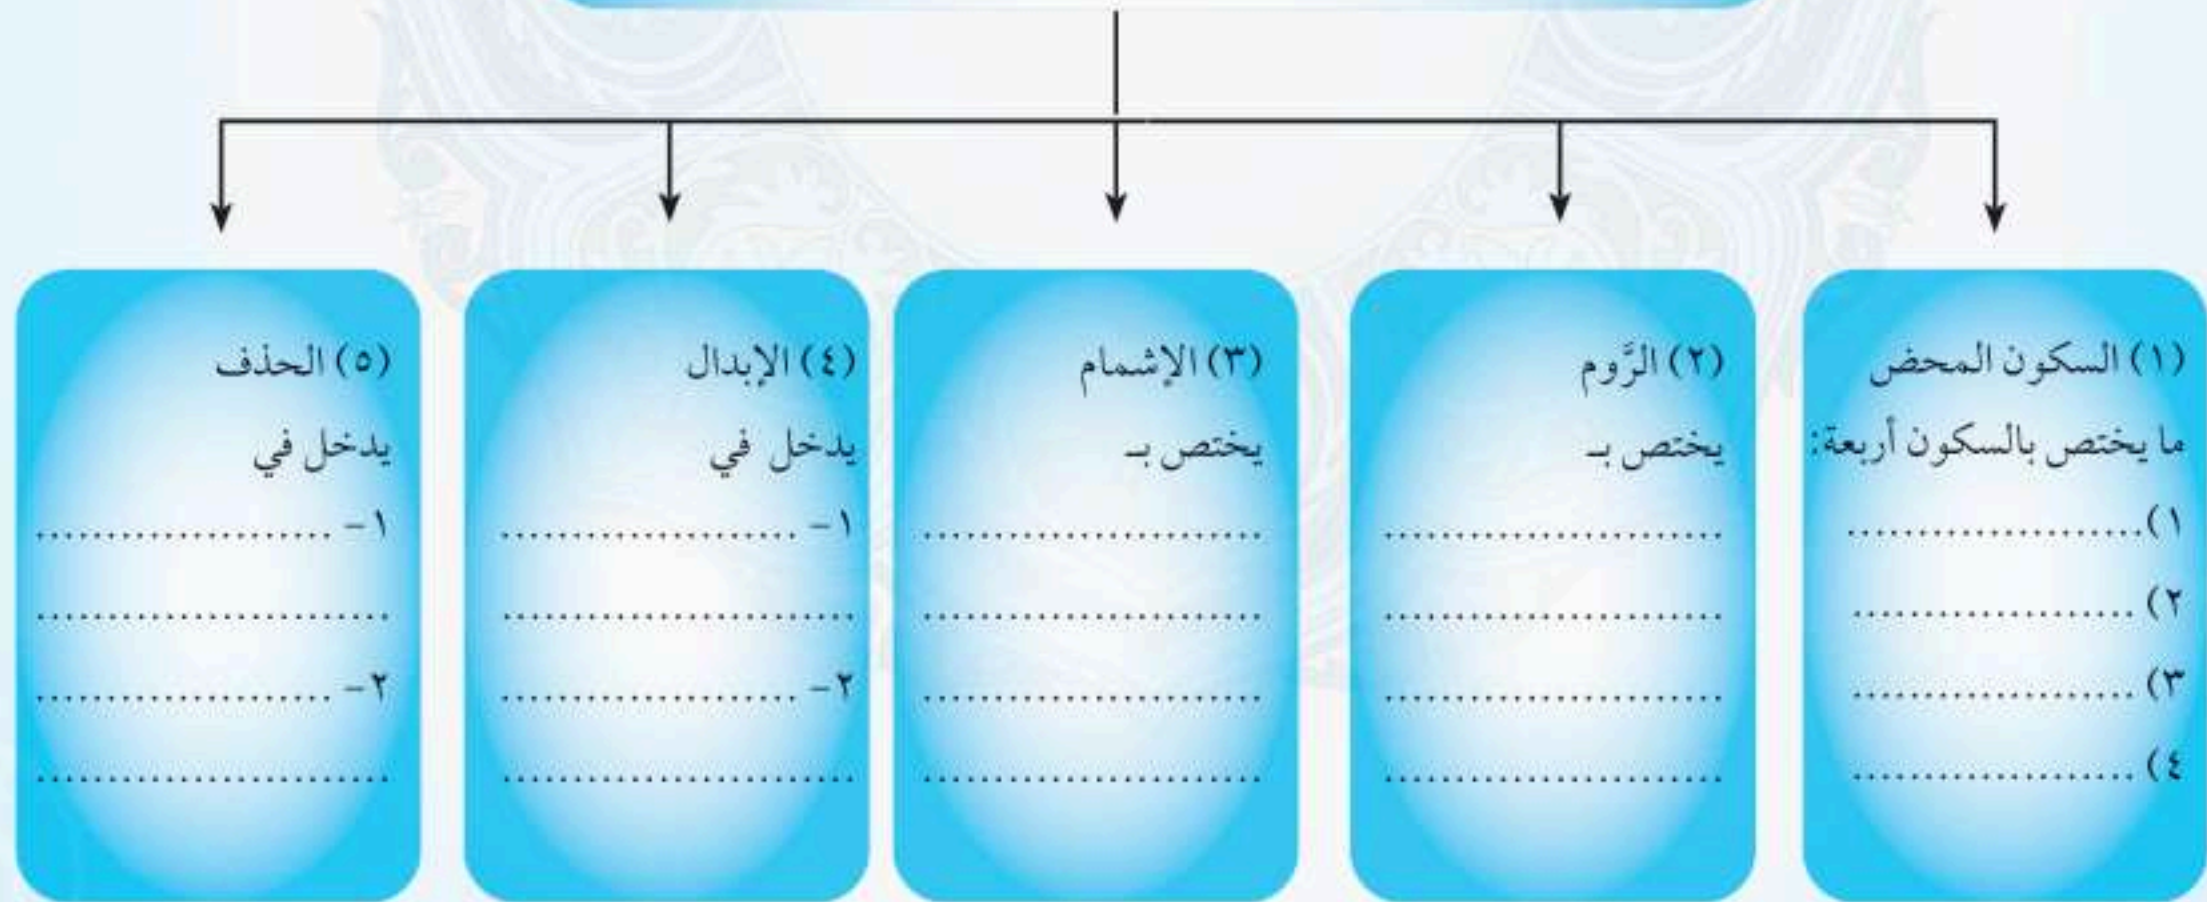 (١) السكون المحض
ما يختص بالسكون أربعة:
١).....................
٢) ....................
٣) ....................
٤) ....................
(٢) الرَّوم
يختص بـ
........................
........................
........................
........................
(٣) الإشمام
يختص بـ
........................
........................
........................
........................
(٤) الإبدال
يدخل في
١- .....................
.........................
٢- .....................
.........................
(٥) الحذف
يدخل في
١- .....................
.........................
٢- .....................
.........................